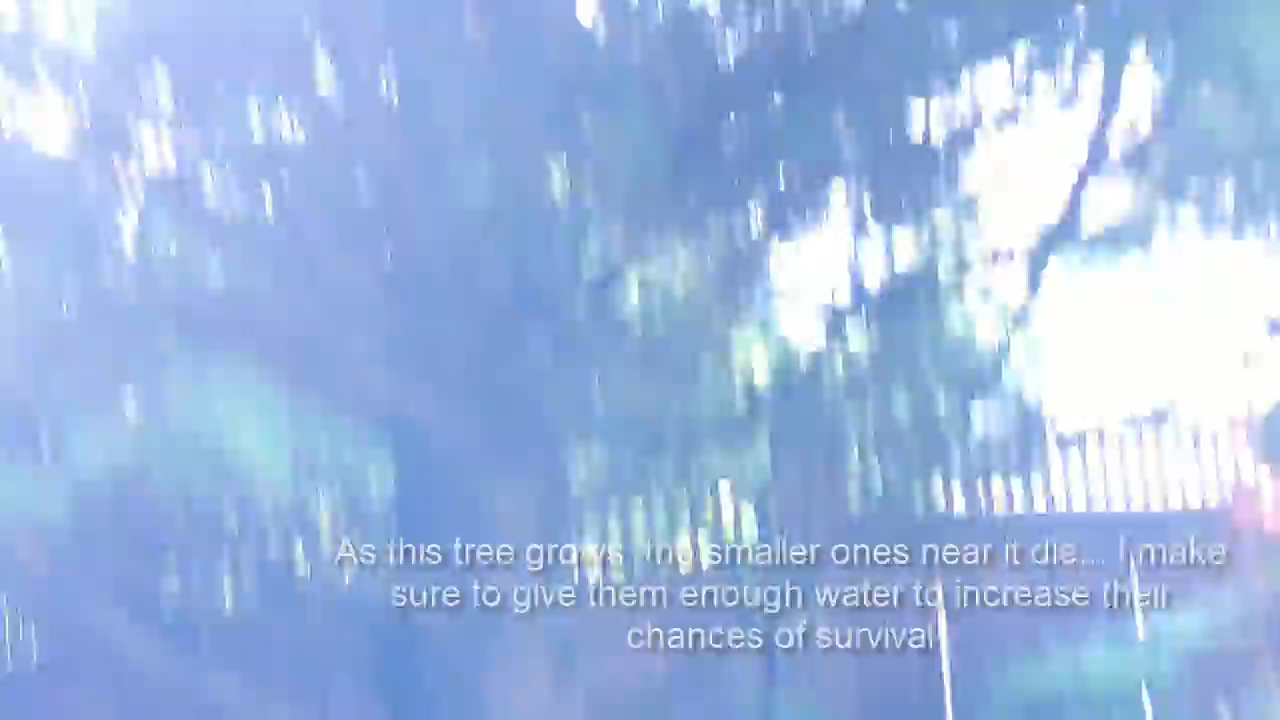 As this tree grows, the smaller ones near it die.... I make
sure to give them enough water to increase their
chances of survival